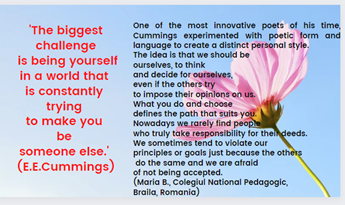 'The biggest
challenge
is being yourself
in a world that
is constantly
trying
to make you
be
someone else.'
(E.E.Cummings)
One of the most innovative poets of his time,
Cummings experimented with poetic form and
language to create a distinct personal style.
The idea is that we should be
ourselves, to think
and decide for ourselves,
even if the others try
to impose their opinions on us.
What you do and choose
defines the path that suits you.
Nowadays we rarely find people
who truly take responsibility for their deeds.
We sometimes tend to violate our
principles or goals just because the others
do the same and we are afraid
of not being accepted.
(Maria B., Colegiul National Pedagogic,
Braila, Romania)